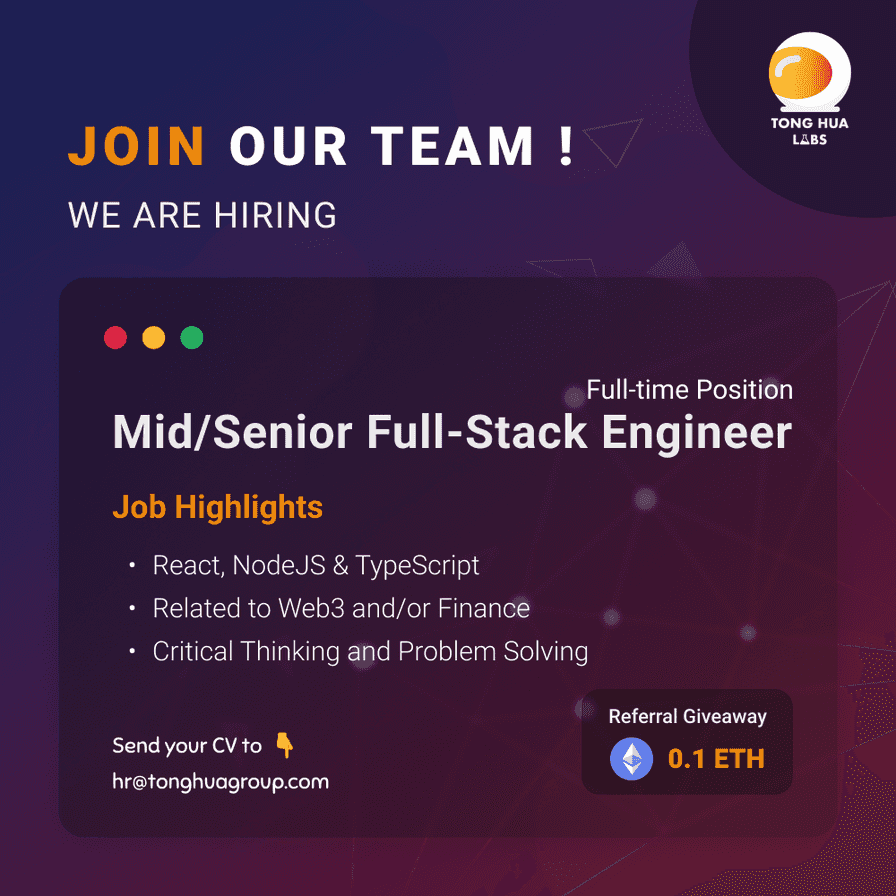 TONG HUA
LABS
JOIN OUR TEAM !
WE ARE HIRING
Full-time Position
Mid/Senior Full-Stack Engineer
Job Highlights
• React, NodeJS & TypeScript
• Related to Web3 and/or Finance
• Critical Thinking and Problem Solving
Send your CV to 👇
hr@tonghuagroup.com
Referral Giveaway
0.1 ETH